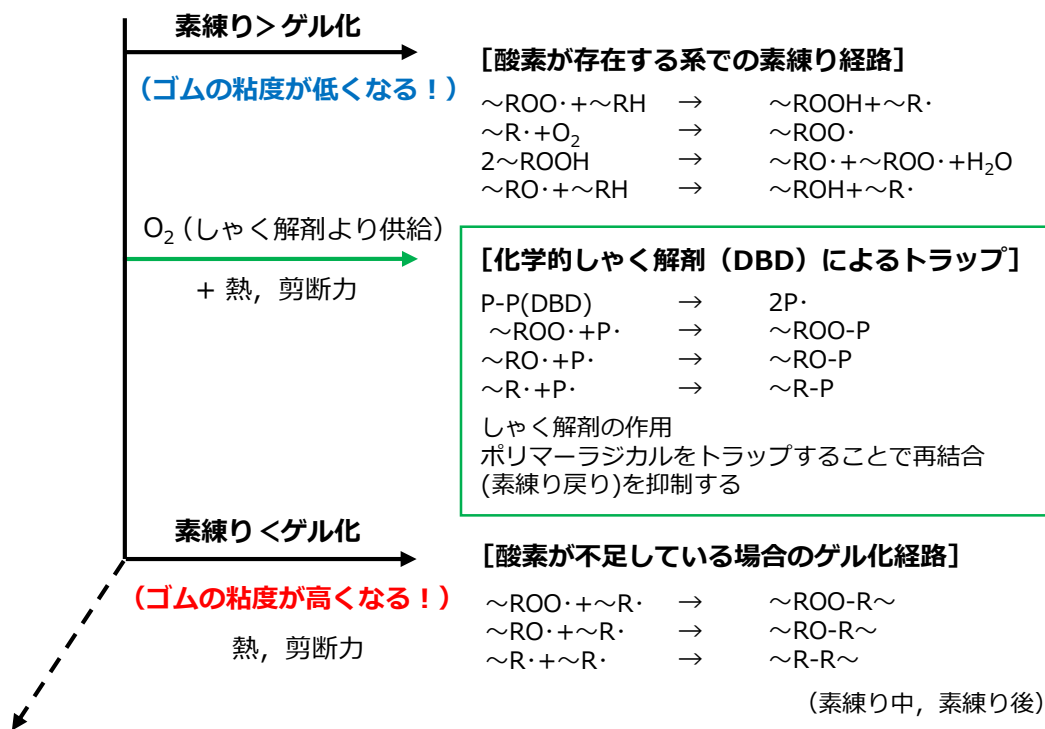 素練り＞ゲル化
（ゴムの粘度が低くなる！）
［酸素が存在する系での素練り経路］
～ROO･+～RH → ～ROOH+～R･
～R･+O₂ → ～ROO･
2～ROOH → ～RO･+～ROO･+H₂O
～RO･+～RH → ～ROH+～R･
O₂（しゃく解剤より供給）
＋ 熱，剪断力
［化学的しゃく解剤（DBD）によるトラップ］
P-P(DBD) → 2P･
～ROO･+P･ → ～ROO-P
～RO･+P･ → ～RO-P
～R･+P･ → ～R-P
しゃく解剤の作用
ポリマーラジカルをトラップすることで再結合
(素練り戻り)を抑制する
素練り＜ゲル化
（ゴムの粘度が高くなる！）
熱，剪断力
［酸素が不足している場合のゲル化経路］
～ROO･+～R･ → ～ROO-R～
～RO･+～R･ → ～RO-R～
～R･+～R･ → ～R-R～
（素練り中，素練り後）